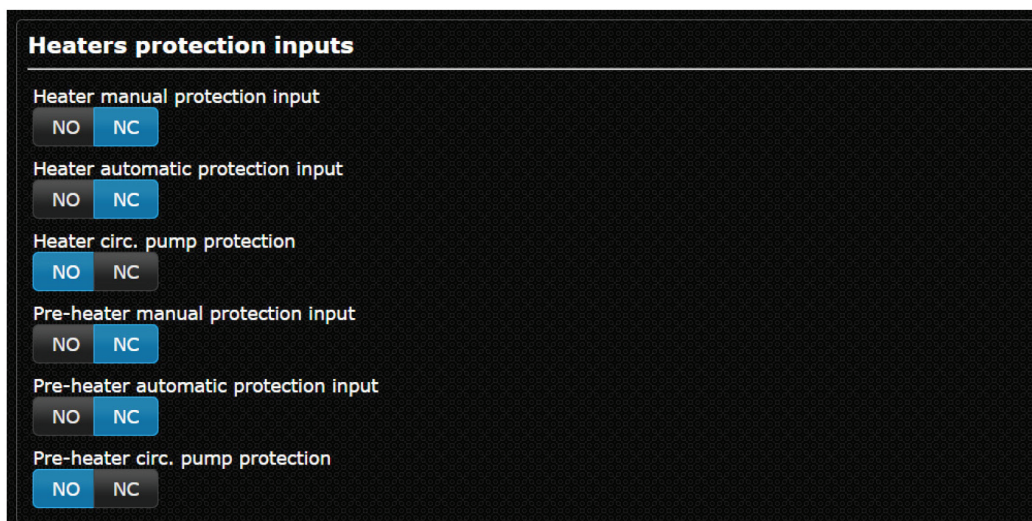 Heaters protection inputs
Heater manual protection input
NO NC
Heater automatic protection input
NO NC
Heater circ. pump protection
NO NC
Pre-heater manual protection input
NO NC
Pre-heater automatic protection input
NO NC
Pre-heater circ. pump protection
NO NC